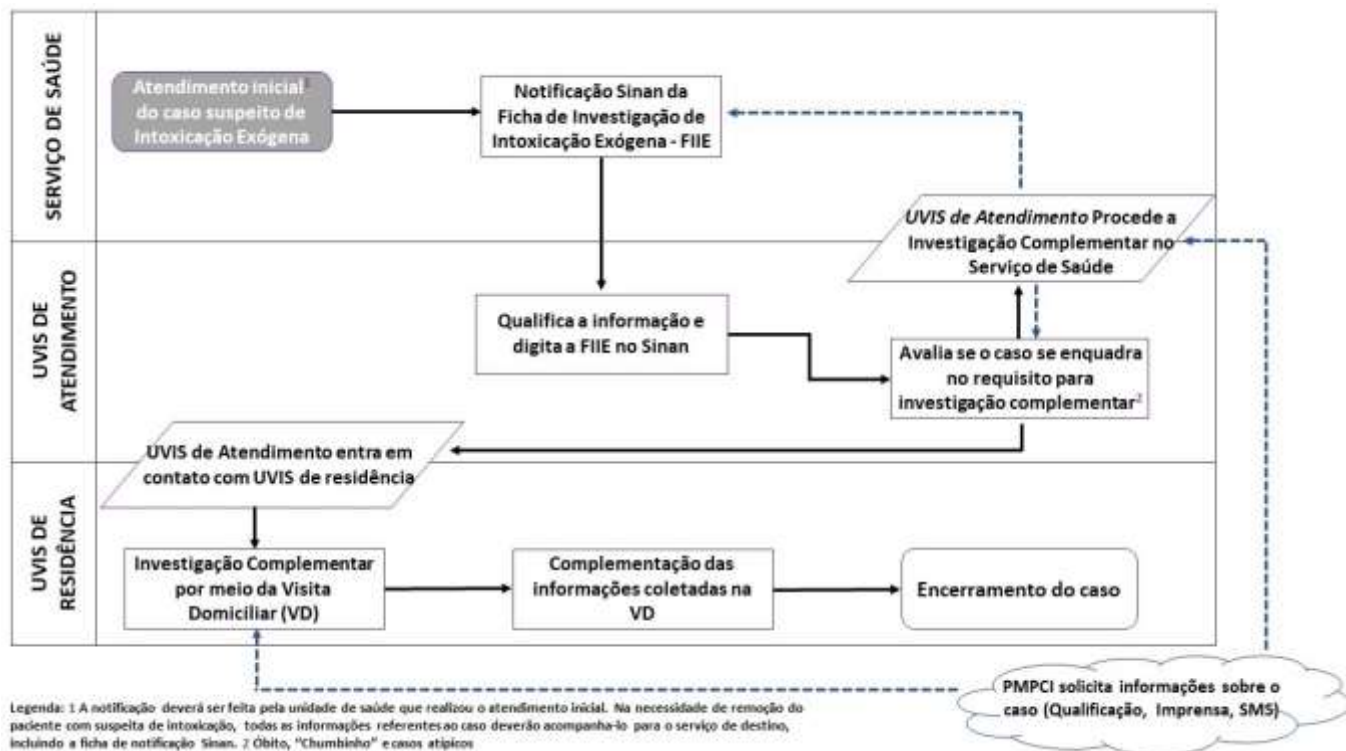 SERVIÇO DE SAÚDE
Atendimento inicial1
do caso suspeito de
Intoxicação Exógena
Notificação Sinan da
Ficha de Investigação de
Intoxicação Exógena - FIIE
UVIS de Atendimento Procede a
Investigação Complementar no
Serviço de Saúde
UVIS DE
ATENDIMENTO
Qualifica a informação e
digita a FIIE no Sinan
Avalia se o caso se enquadra
no requisito para
investigação complementar2
UVIS de Atendimento entra em
contato com UVIS de residência
UVIS DE
RESIDÊNCIA
Investigação Complementar
por meio da Visita
Domiciliar (VD)
Complementação das
informações coletadas na
VD
Encerramento do caso
PMPCI solicita informações sobre o
caso (Qualificação, Imprensa, SMS)
Legenda: 1 A notificação deverá ser feita pela unidade de saúde que realizou o atendimento inicial. Na necessidade de remoção do
paciente com suspeita de intoxicação, todas as informações referentes ao caso deverão acompanha-lo para o serviço de destino,
incluindo a ficha de notificação Sinan. 2 Óbito, "Chumbinho" e casos atípicos